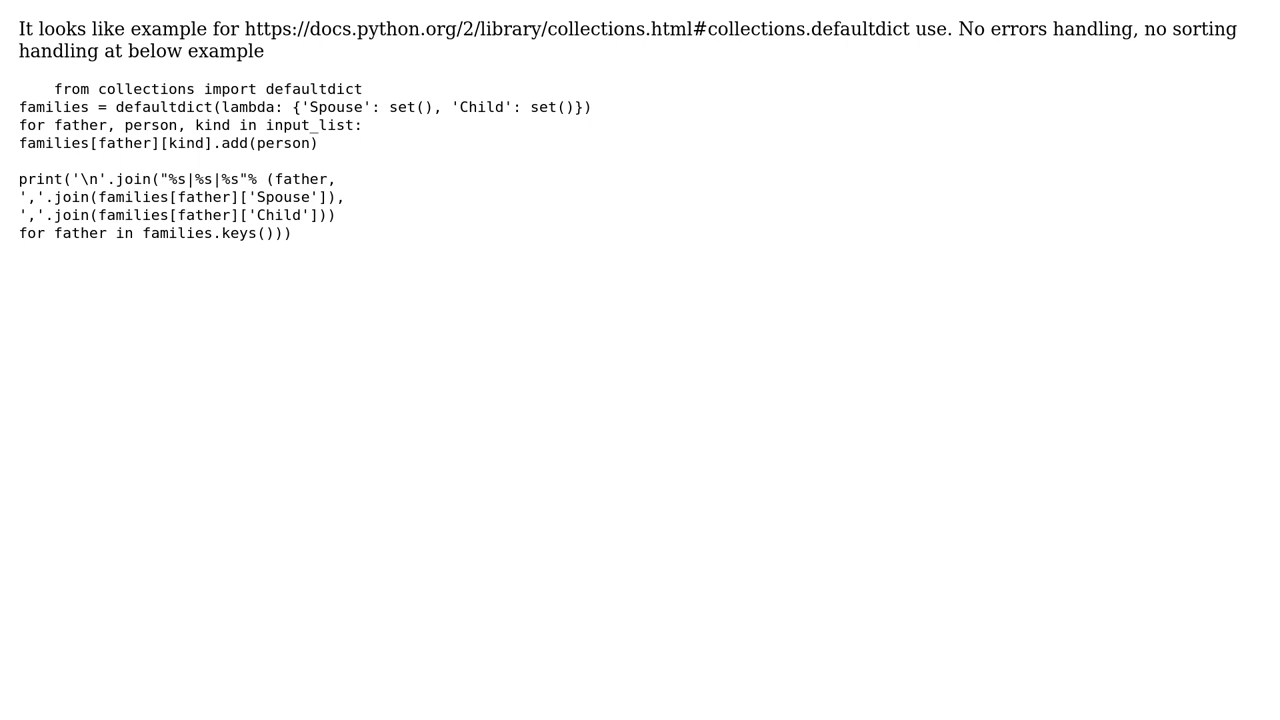 It looks like example for https://docs.python.org/2/library/collections.html#collections.defaultdict use. No errors handling, no sorting
handling at below example
    from collections import defaultdict
families = defaultdict(lambda: {'Spouse': set(), 'Child': set()})
for father, person, kind in input_list:
families[father][kind].add(person)

print('\n'.join("%s|%s|%s"% (father,
','.join(families[father]['Spouse']),
','.join(families[father]['Child']))
for father in families.keys()))